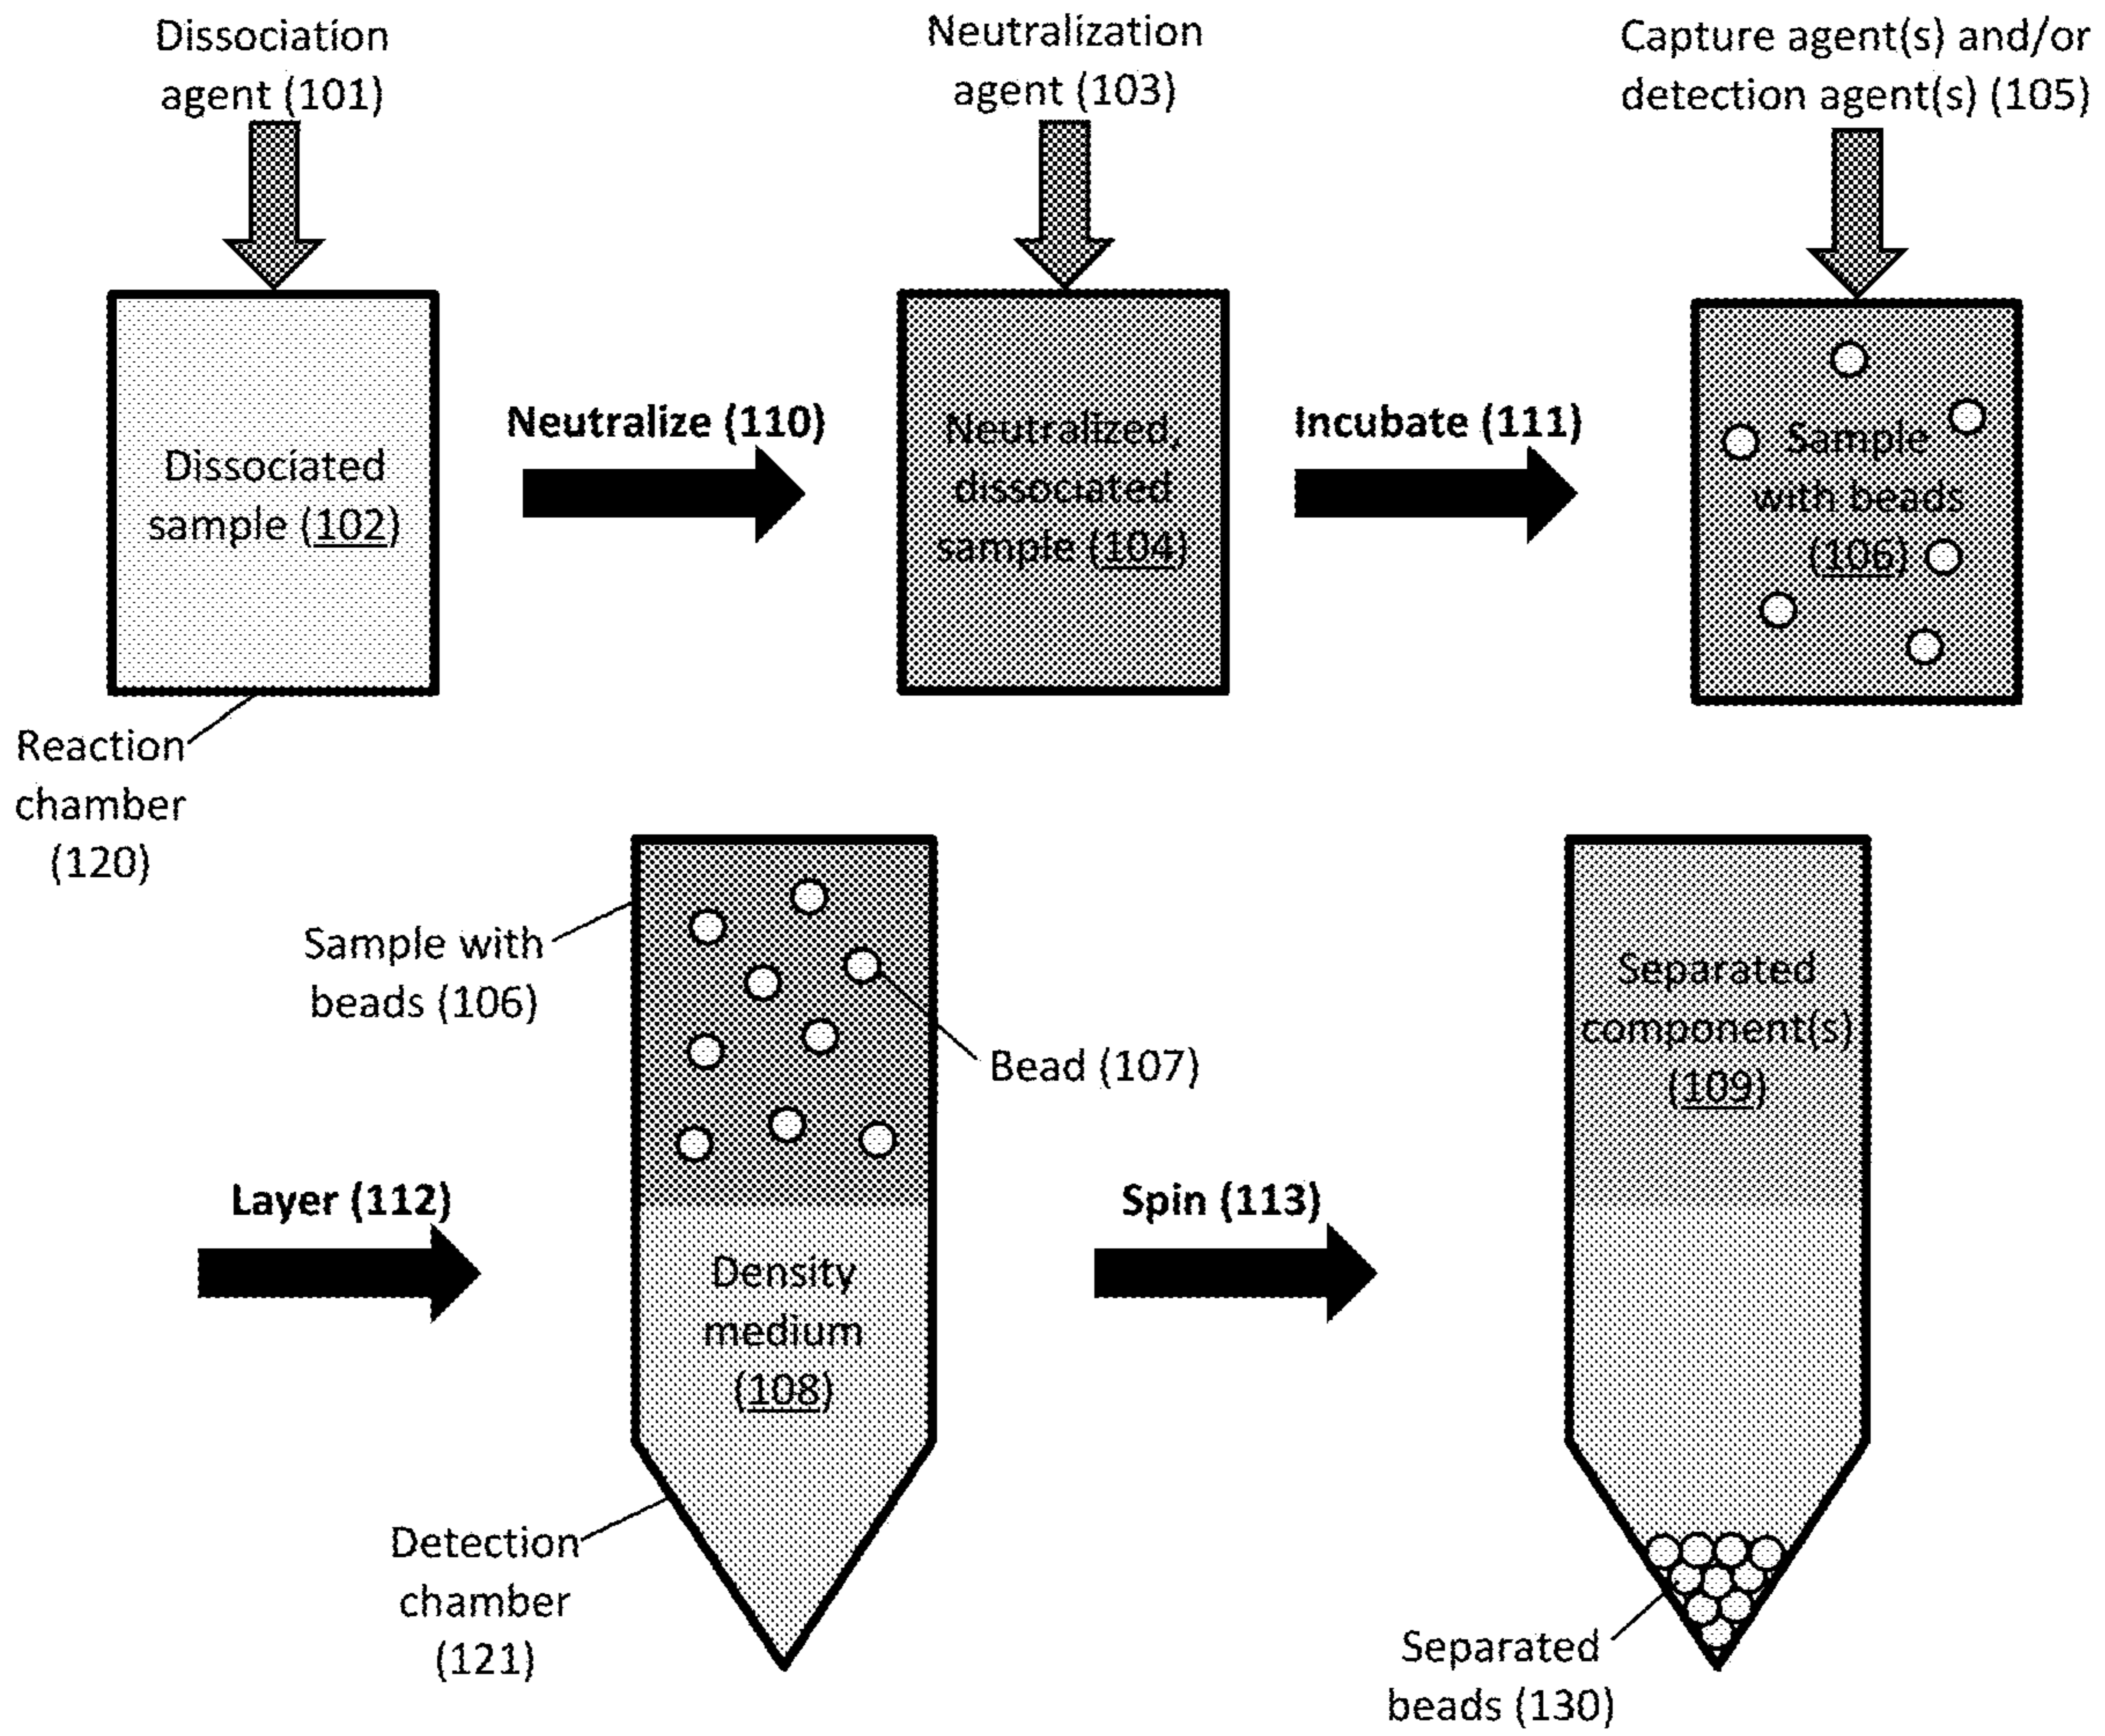 Dissociation
agent (101)
Neutralization
agent (103)
Capture agent(s) and/or
detection agent(s) (105)
Dissociated
sample (102)
Neutralize (110)
Neutralized,
dissociated
sample (104)
Incubate (111)
Sample
with beads
(106)
Reaction
chamber
(120)
Layer (112)
Sample with
beads (106)
Bead (107)
Density
medium
(108)
Detection
chamber
(121)
Spin (113)
Separated
component(s)
(109)
Separated
beads (130)